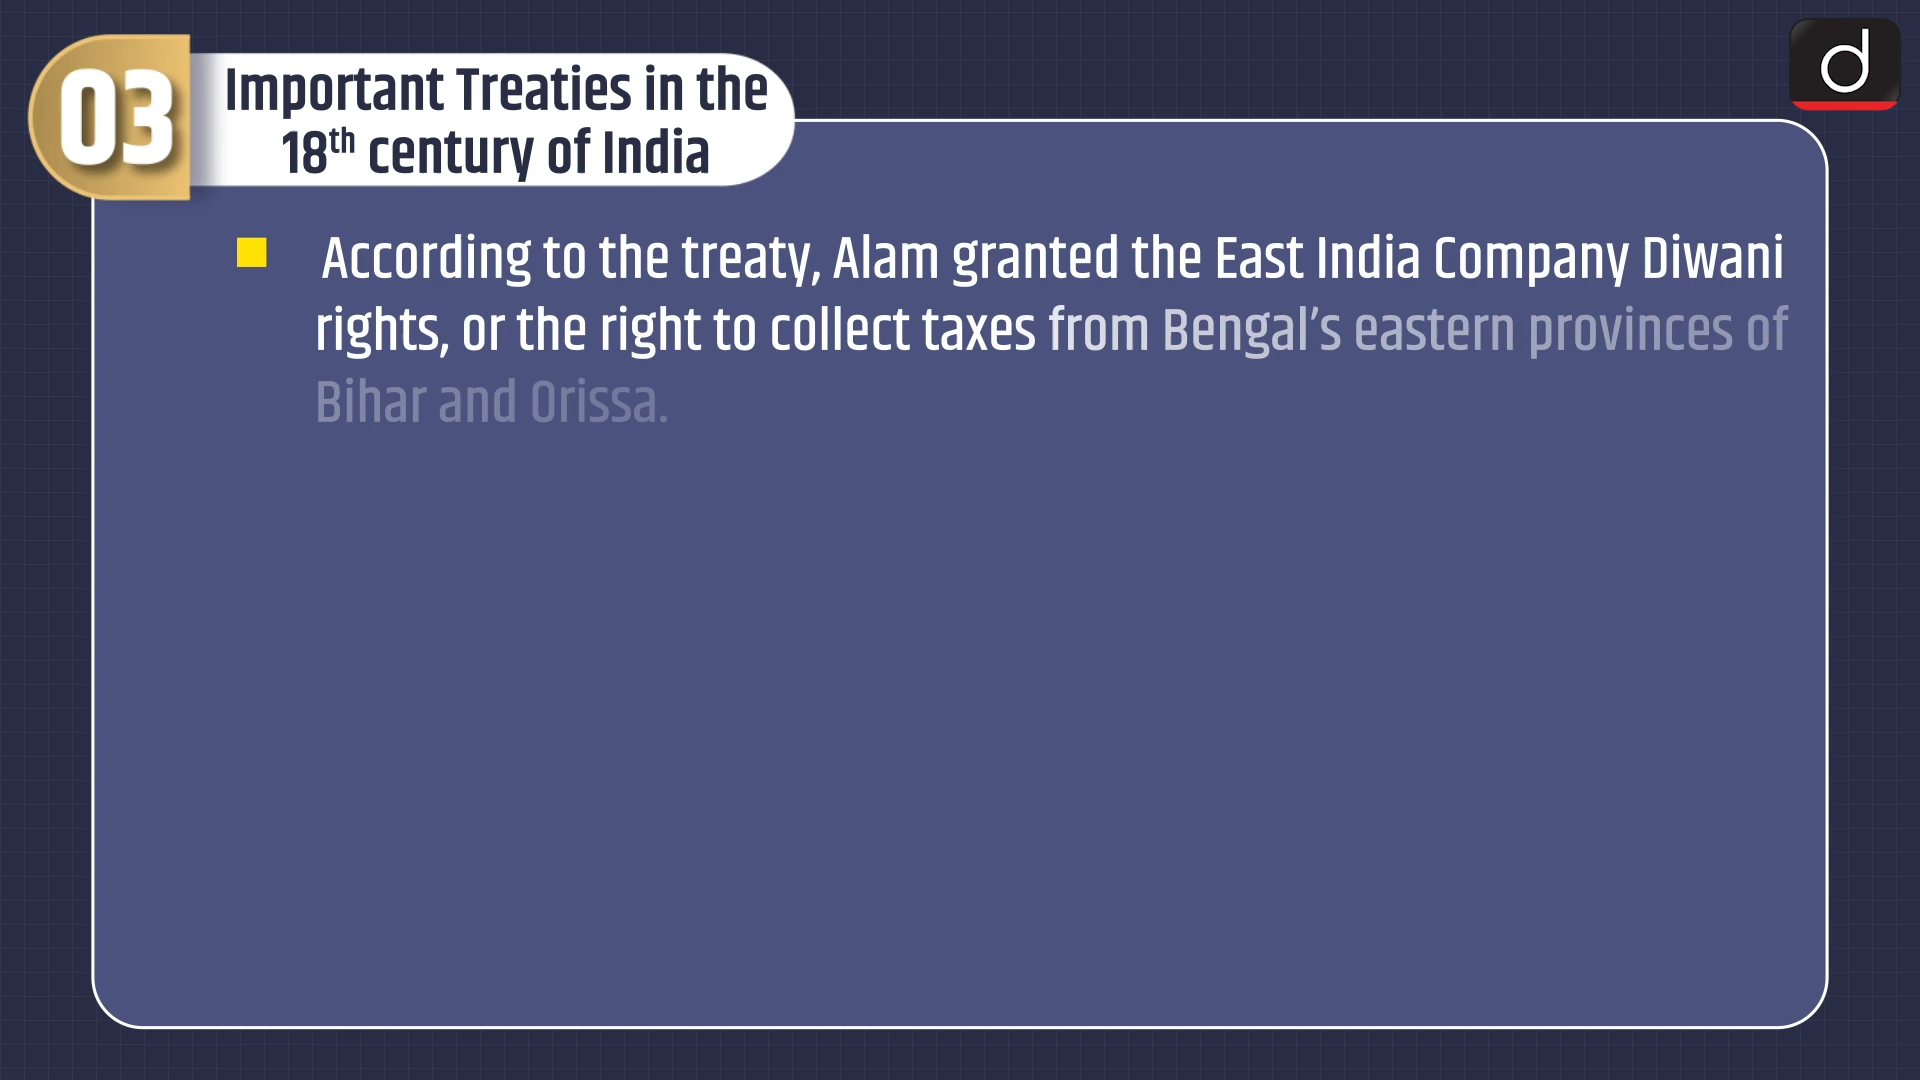 03
Important Treaties in the
18th century of India
d
According to the treaty, Alam granted the East India Company Diwani
rights, or the right to collect taxes from Bengal’s eastern provinces of
Bihar and Orissa.